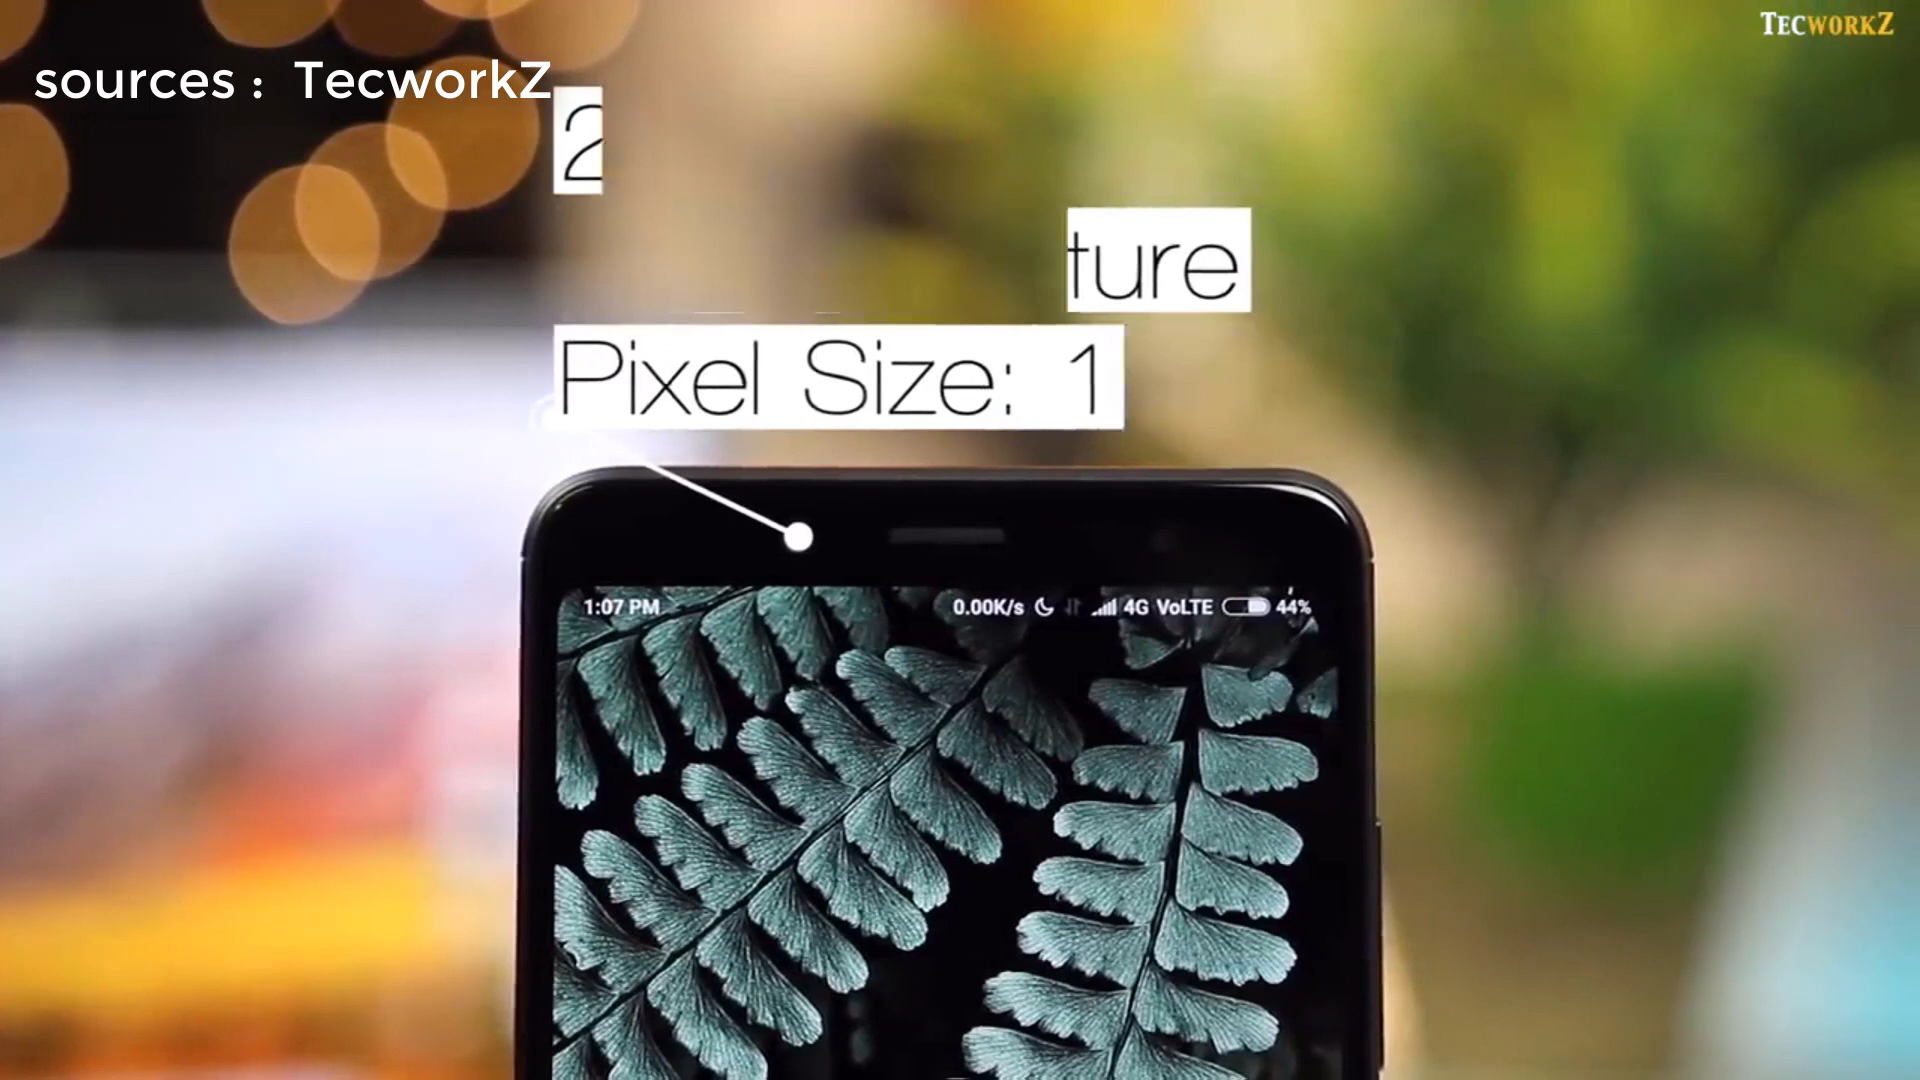 TECWORKZ
sources : TecworkZ
2
ture
Pixel Size: 1
1:07 PM 0.00K/s 4G VoLTE 44%